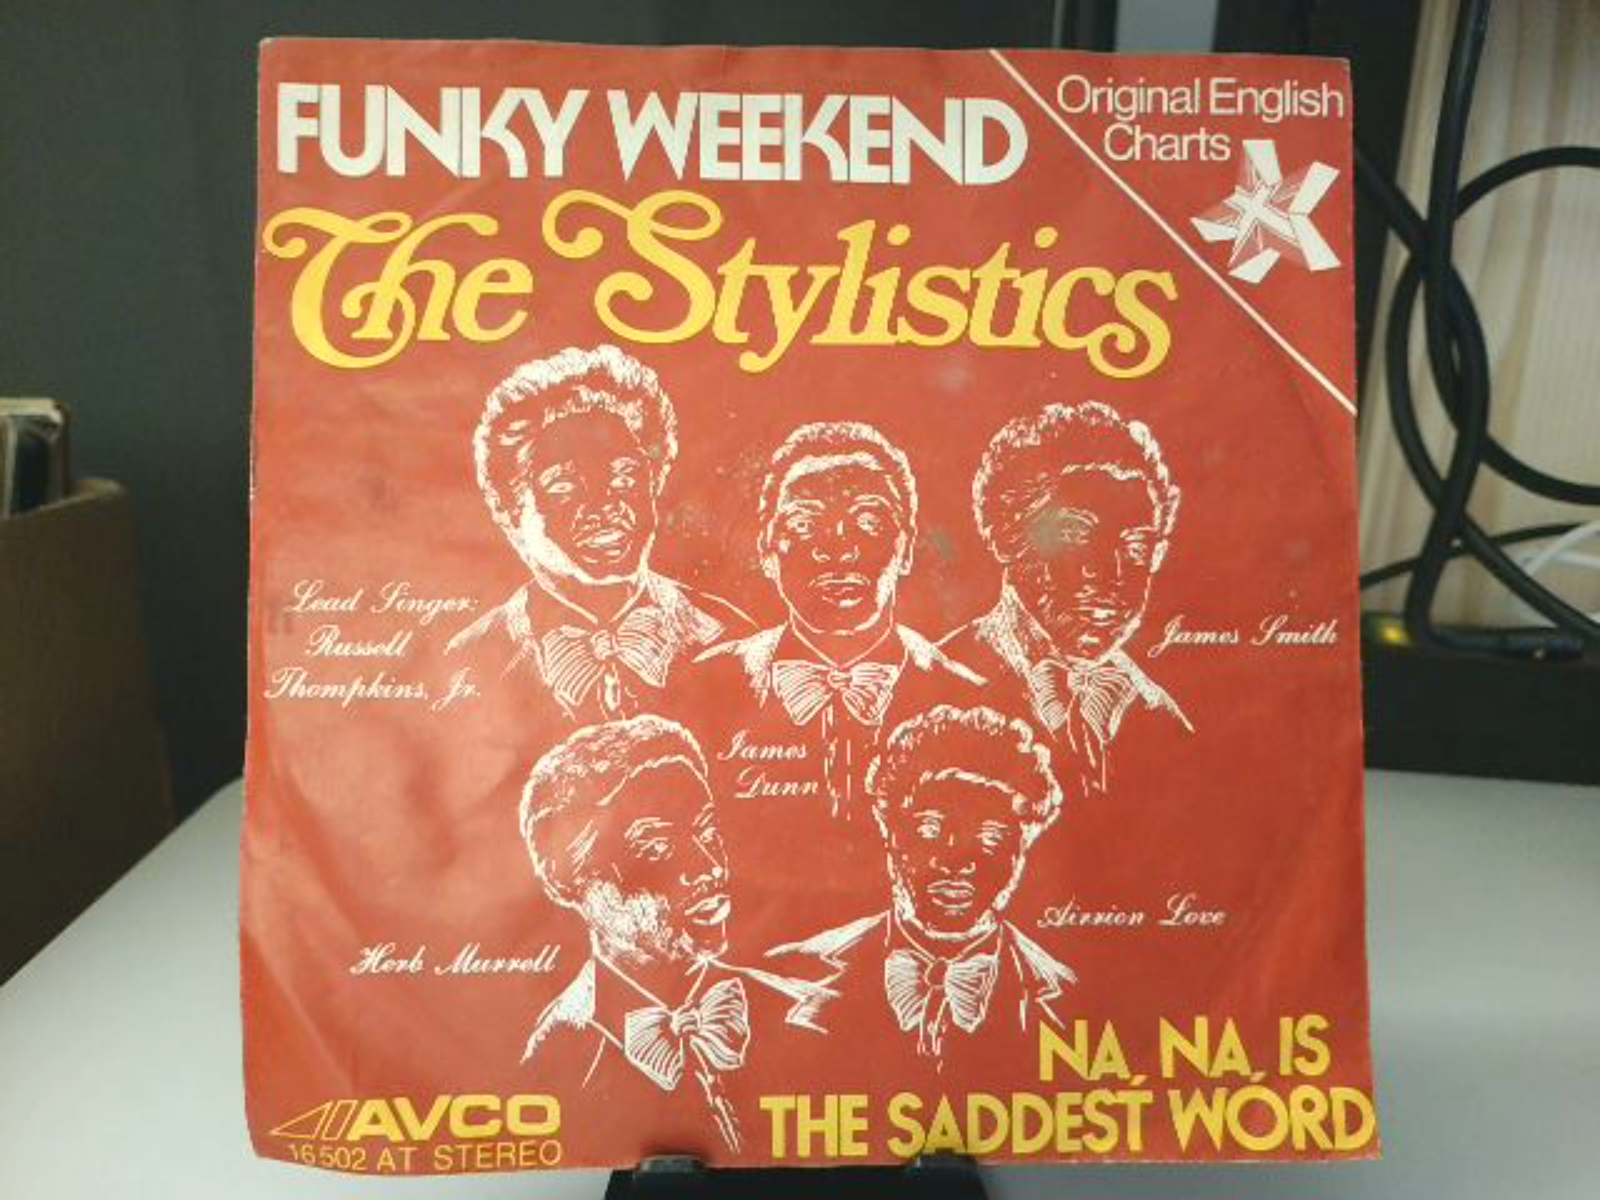 FUNKY WEEKEND
Original English
Charts
The Stylistics
Lead Singer:
Russell
Thompkins, Jr.
James Smith
James
Dunn
Herb Murrell
Airrion Love
NA, NA, IS
THE SADDEST WORD
AVCO
16 502 AT STEREO